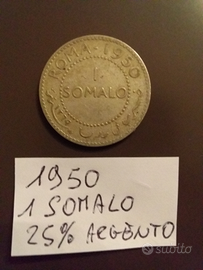 ROMA·1950
1
SOMALO
1950
1 SOMALO
25% ARGENTO
subito